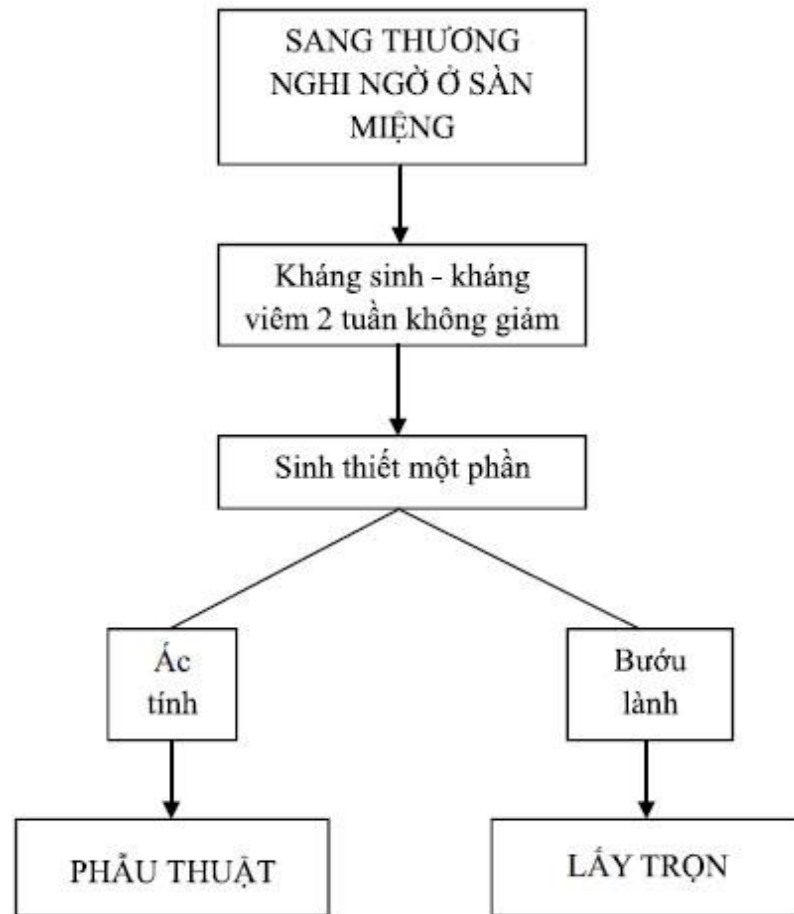 SANG THƯƠNG
NGHI NGỜ Ở SÀN
MIỆNG
Kháng sinh - kháng
viêm 2 tuần không giảm
Sinh thiết một phần
Ác
tính
Bướu
lành
PHẪU THUẬT
LẤY TRỌN